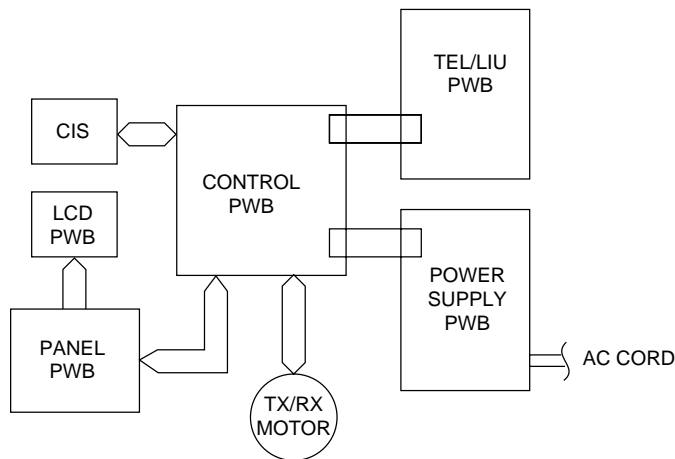 TEL/LIU
PWB
CIS
CONTROL
PWB
LCD
PWB
POWER
SUPPLY
PWB
PANEL
PWB
AC CORD
TX/RX
MOTOR